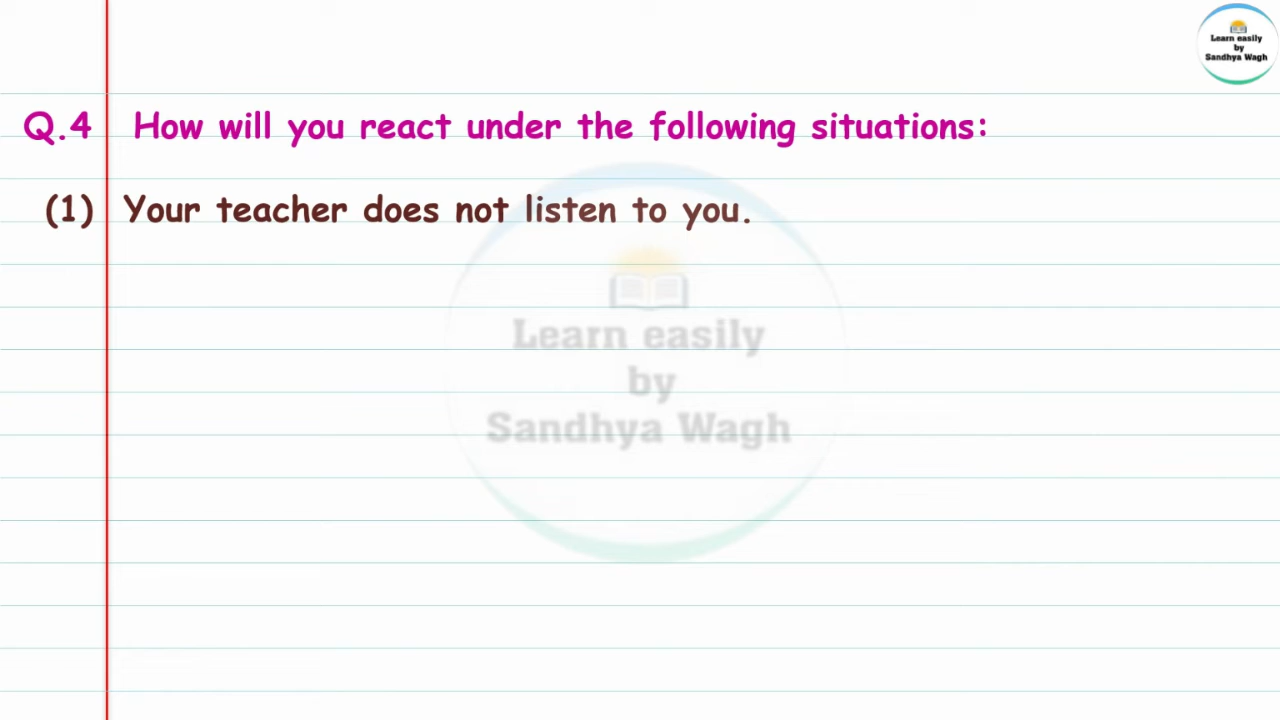 Learn easily
by
Sandhya Wagh
Q.4 How will you react under the following situations:
(1) Your teacher does not listen to you.
Learn easily
by
Sandhya Wagh